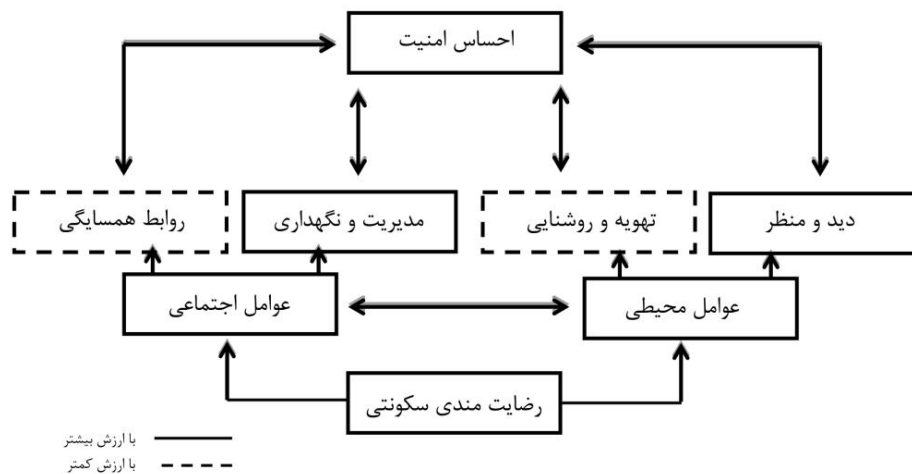 احساس امنیت
دید و منظر
تهویه و روشنایی
مدیریت و نگهداری
روابط همسایگی
عوامل محیطی
عوامل اجتماعی
رضایت مندی سکونتی
با ارزش بیشتر
با ارزش کمتر